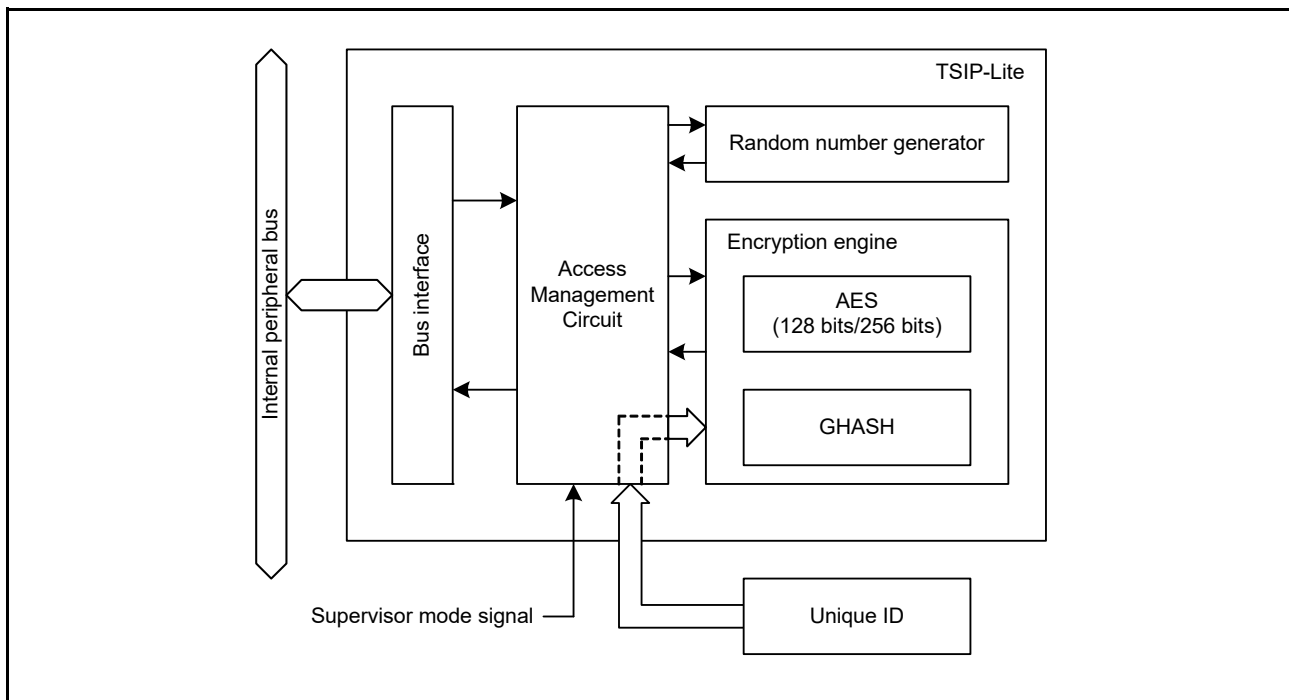 TSIP-Lite
Internal peripheral bus
Bus interface
Access
Management
Circuit
Random number generator
Encryption engine
AES
(128 bits/256 bits)
GHASH
Supervisor mode signal
Unique ID